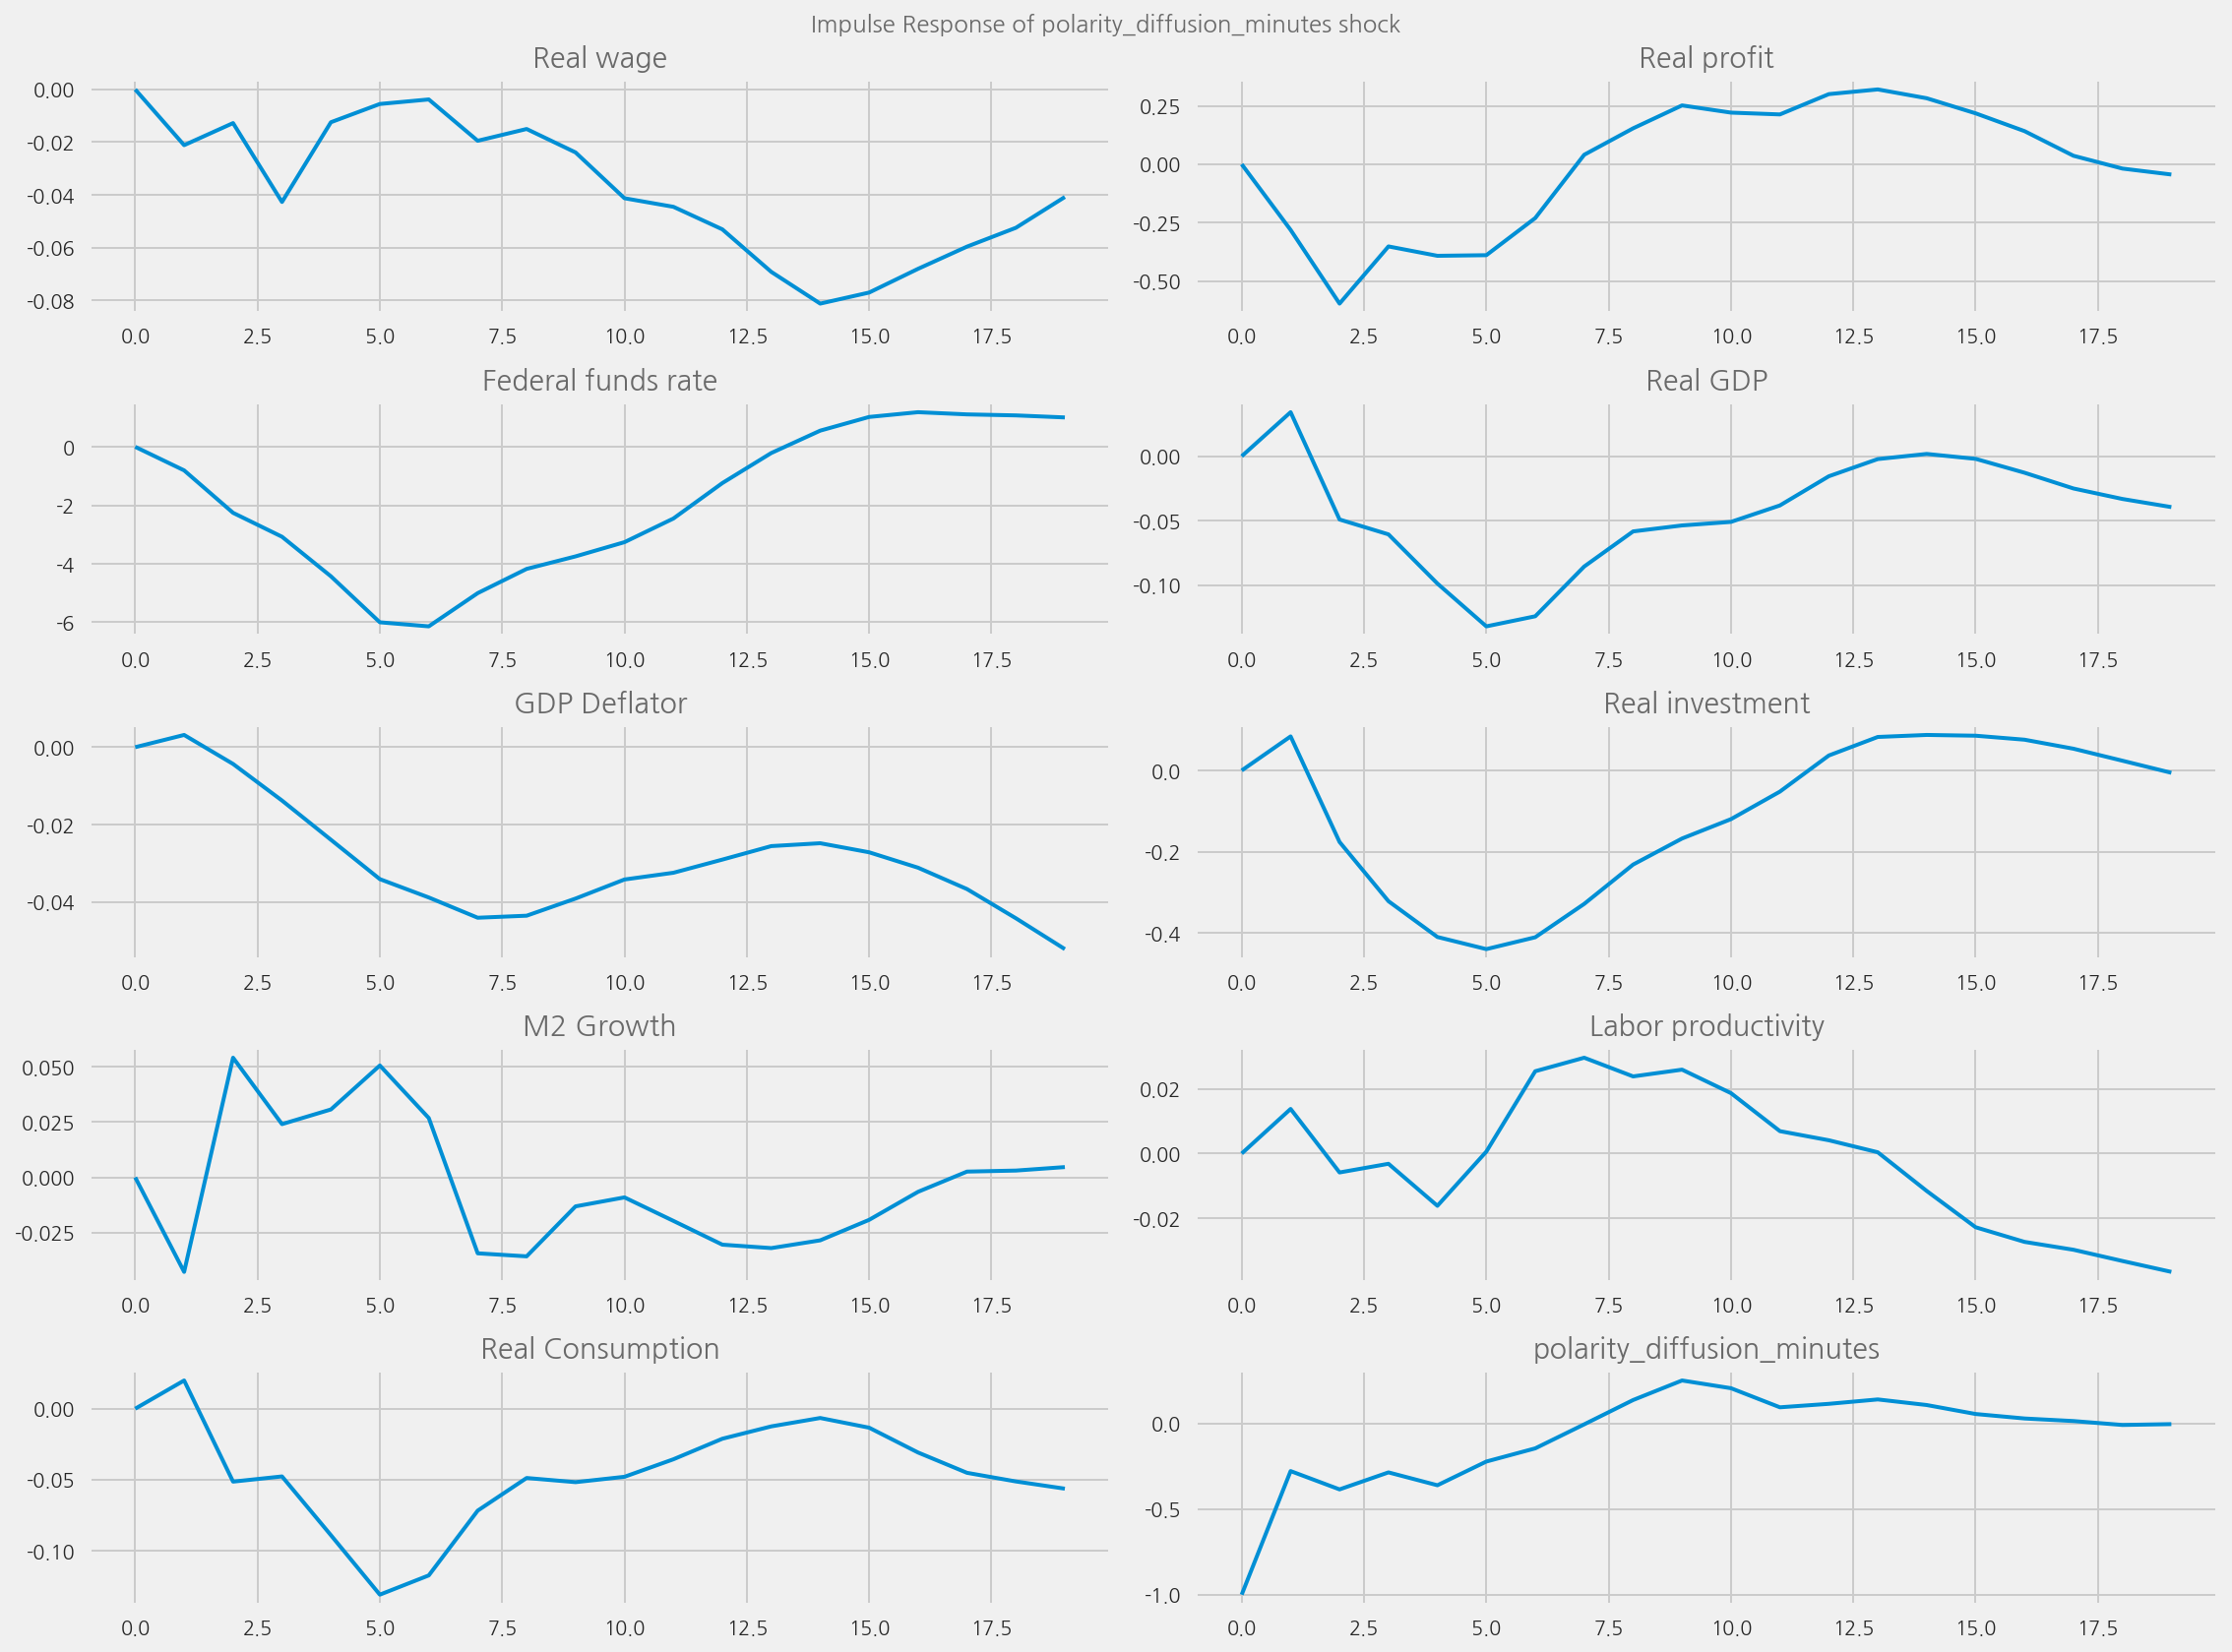 Impulse Response of polarity_diffusion_minutes shock
Real wage
0.00
-0.02
-0.04
-0.06
-0.08
0.0 2.5 5.0 7.5 10.0 12.5 15.0 17.5
Real profit
0.25
0.00
-0.25
-0.50
0.0 2.5 5.0 7.5 10.0 12.5 15.0 17.5
Federal funds rate
0
-2
-4
-6
0.0 2.5 5.0 7.5 10.0 12.5 15.0 17.5
Real GDP
0.00
-0.05
-0.10
0.0 2.5 5.0 7.5 10.0 12.5 15.0 17.5
GDP Deflator
0.00
-0.02
-0.04
0.0 2.5 5.0 7.5 10.0 12.5 15.0 17.5
Real investment
0.0
-0.2
-0.4
0.0 2.5 5.0 7.5 10.0 12.5 15.0 17.5
M2 Growth
0.050
0.025
0.000
-0.025
0.0 2.5 5.0 7.5 10.0 12.5 15.0 17.5
Labor productivity
0.02
0.00
-0.02
0.0 2.5 5.0 7.5 10.0 12.5 15.0 17.5
Real Consumption
0.00
-0.05
-0.10
0.0 2.5 5.0 7.5 10.0 12.5 15.0 17.5
polarity_diffusion_minutes
0.0
-0.5
-1.0
0.0 2.5 5.0 7.5 10.0 12.5 15.0 17.5